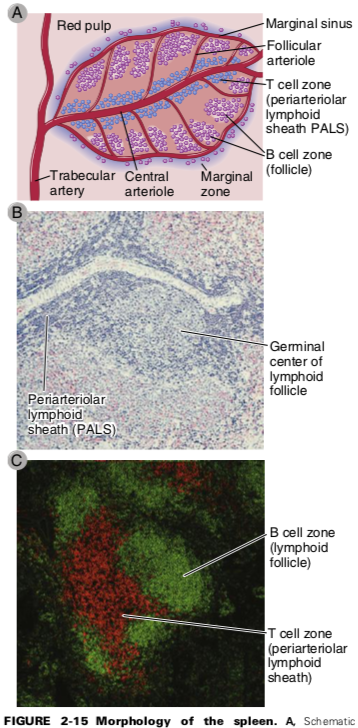 A
Red pulp
Marginal sinus
Follicular
arteriole
T cell zone
(periarteriolar
lymphoid
sheath PALS)
B cell zone
(follicle)
Trabecular
artery
Central
arteriole
Marginal
zone
B
Germinal
center of
lymphoid
follicle
Periarteriolar
lymphoid
sheath (PALS)
C
B cell zone
(lymphoid
follicle)
T cell zone
(periarteriolar
lymphoid
sheath)
FIGURE 2-15 Morphology of the spleen. A, Schematic